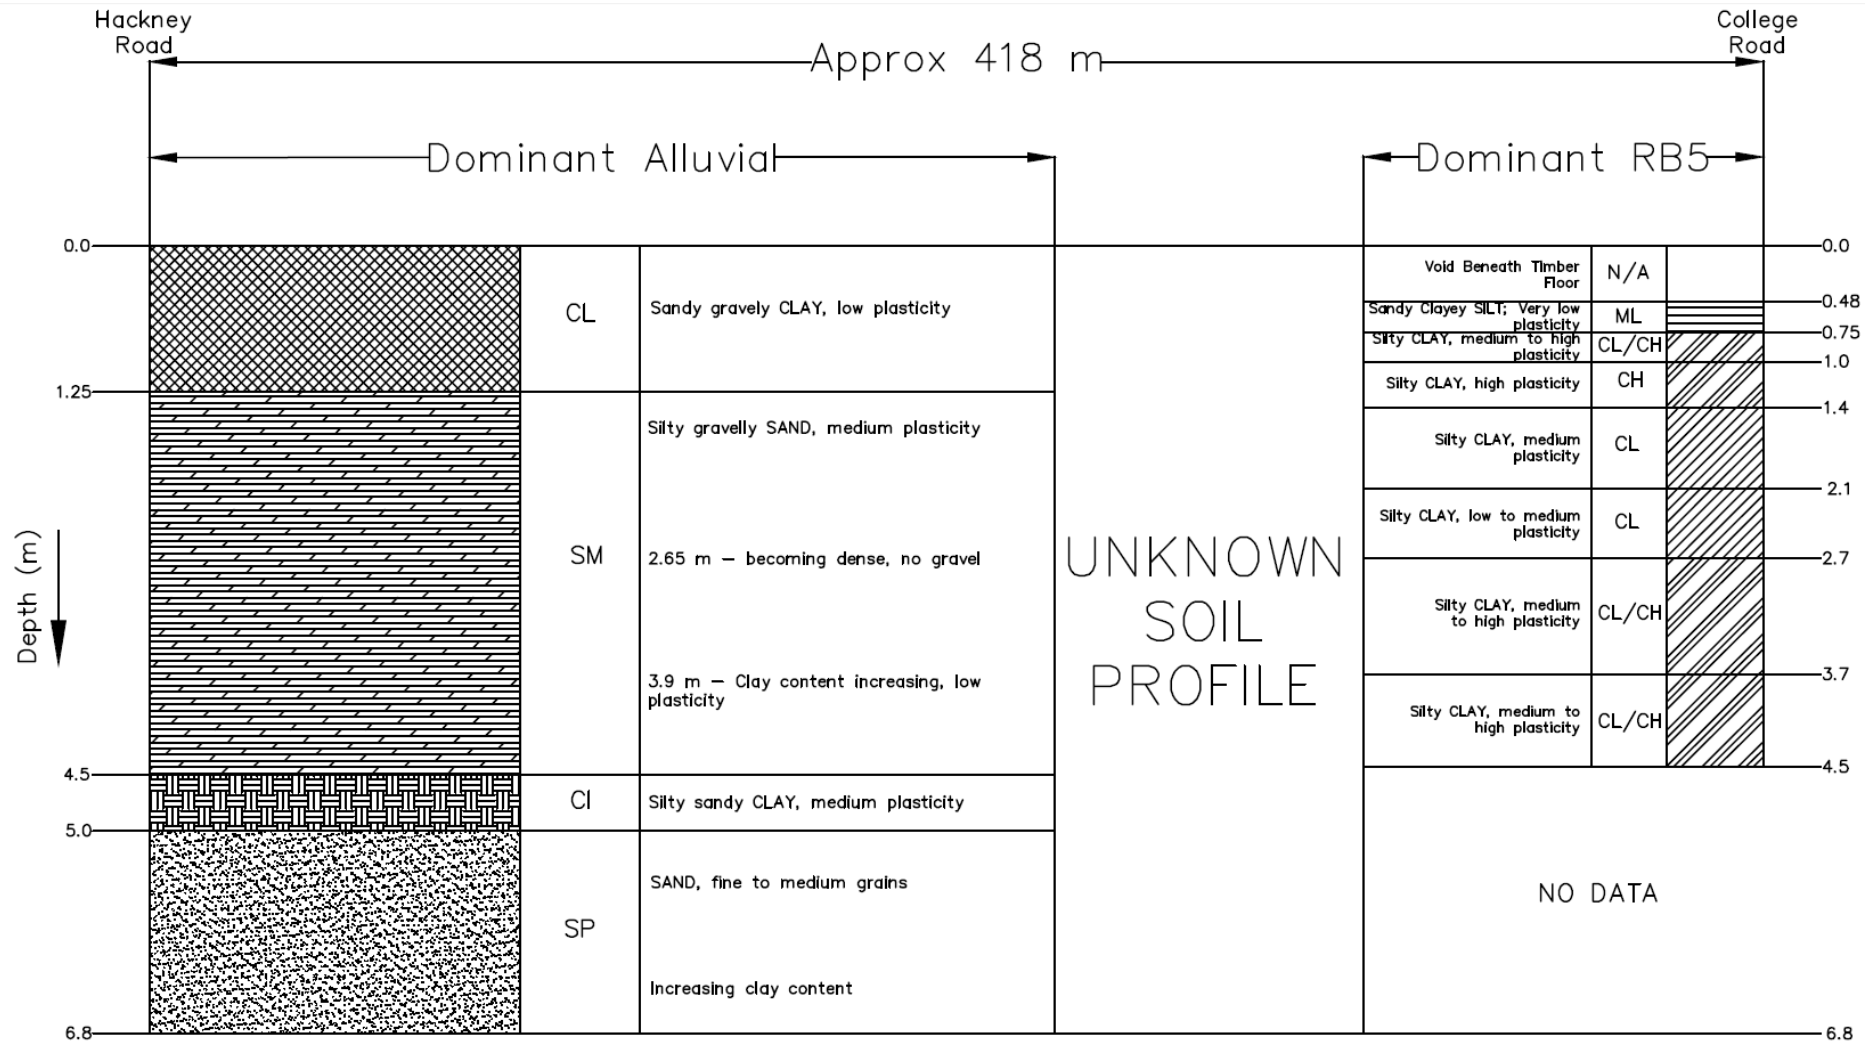 Hackney
Road
College
Road
Approx 418 m
Dominant Alluvial
Dominant RB5
Depth (m)
0.0
1.25
4.5
5.0
6.8
CL
Sandy gravely CLAY, low plasticity
SM
Silty gravelly SAND, medium plasticity
2.65 m – becoming dense, no gravel
3.9 m – Clay content increasing, low
plasticity
CI
Silty sandy CLAY, medium plasticity
SP
SAND, fine to medium grains
Increasing clay content
UNKNOWN
SOIL
PROFILE
Void Beneath Timber
Floor
N/A
Sandy Clayey SILT; Very low
plasticity
ML
Silty CLAY, medium to high
plasticity
CL/CH
Silty CLAY, high plasticity
CH
Silty CLAY, medium
plasticity
CL
Silty CLAY, low to medium
plasticity
CL
Silty CLAY, medium
to high plasticity
CL/CH
Silty CLAY, medium to
high plasticity
CL/CH
NO DATA
0.0
0.48
0.75
1.0
1.4
2.1
2.7
3.7
4.5
6.8